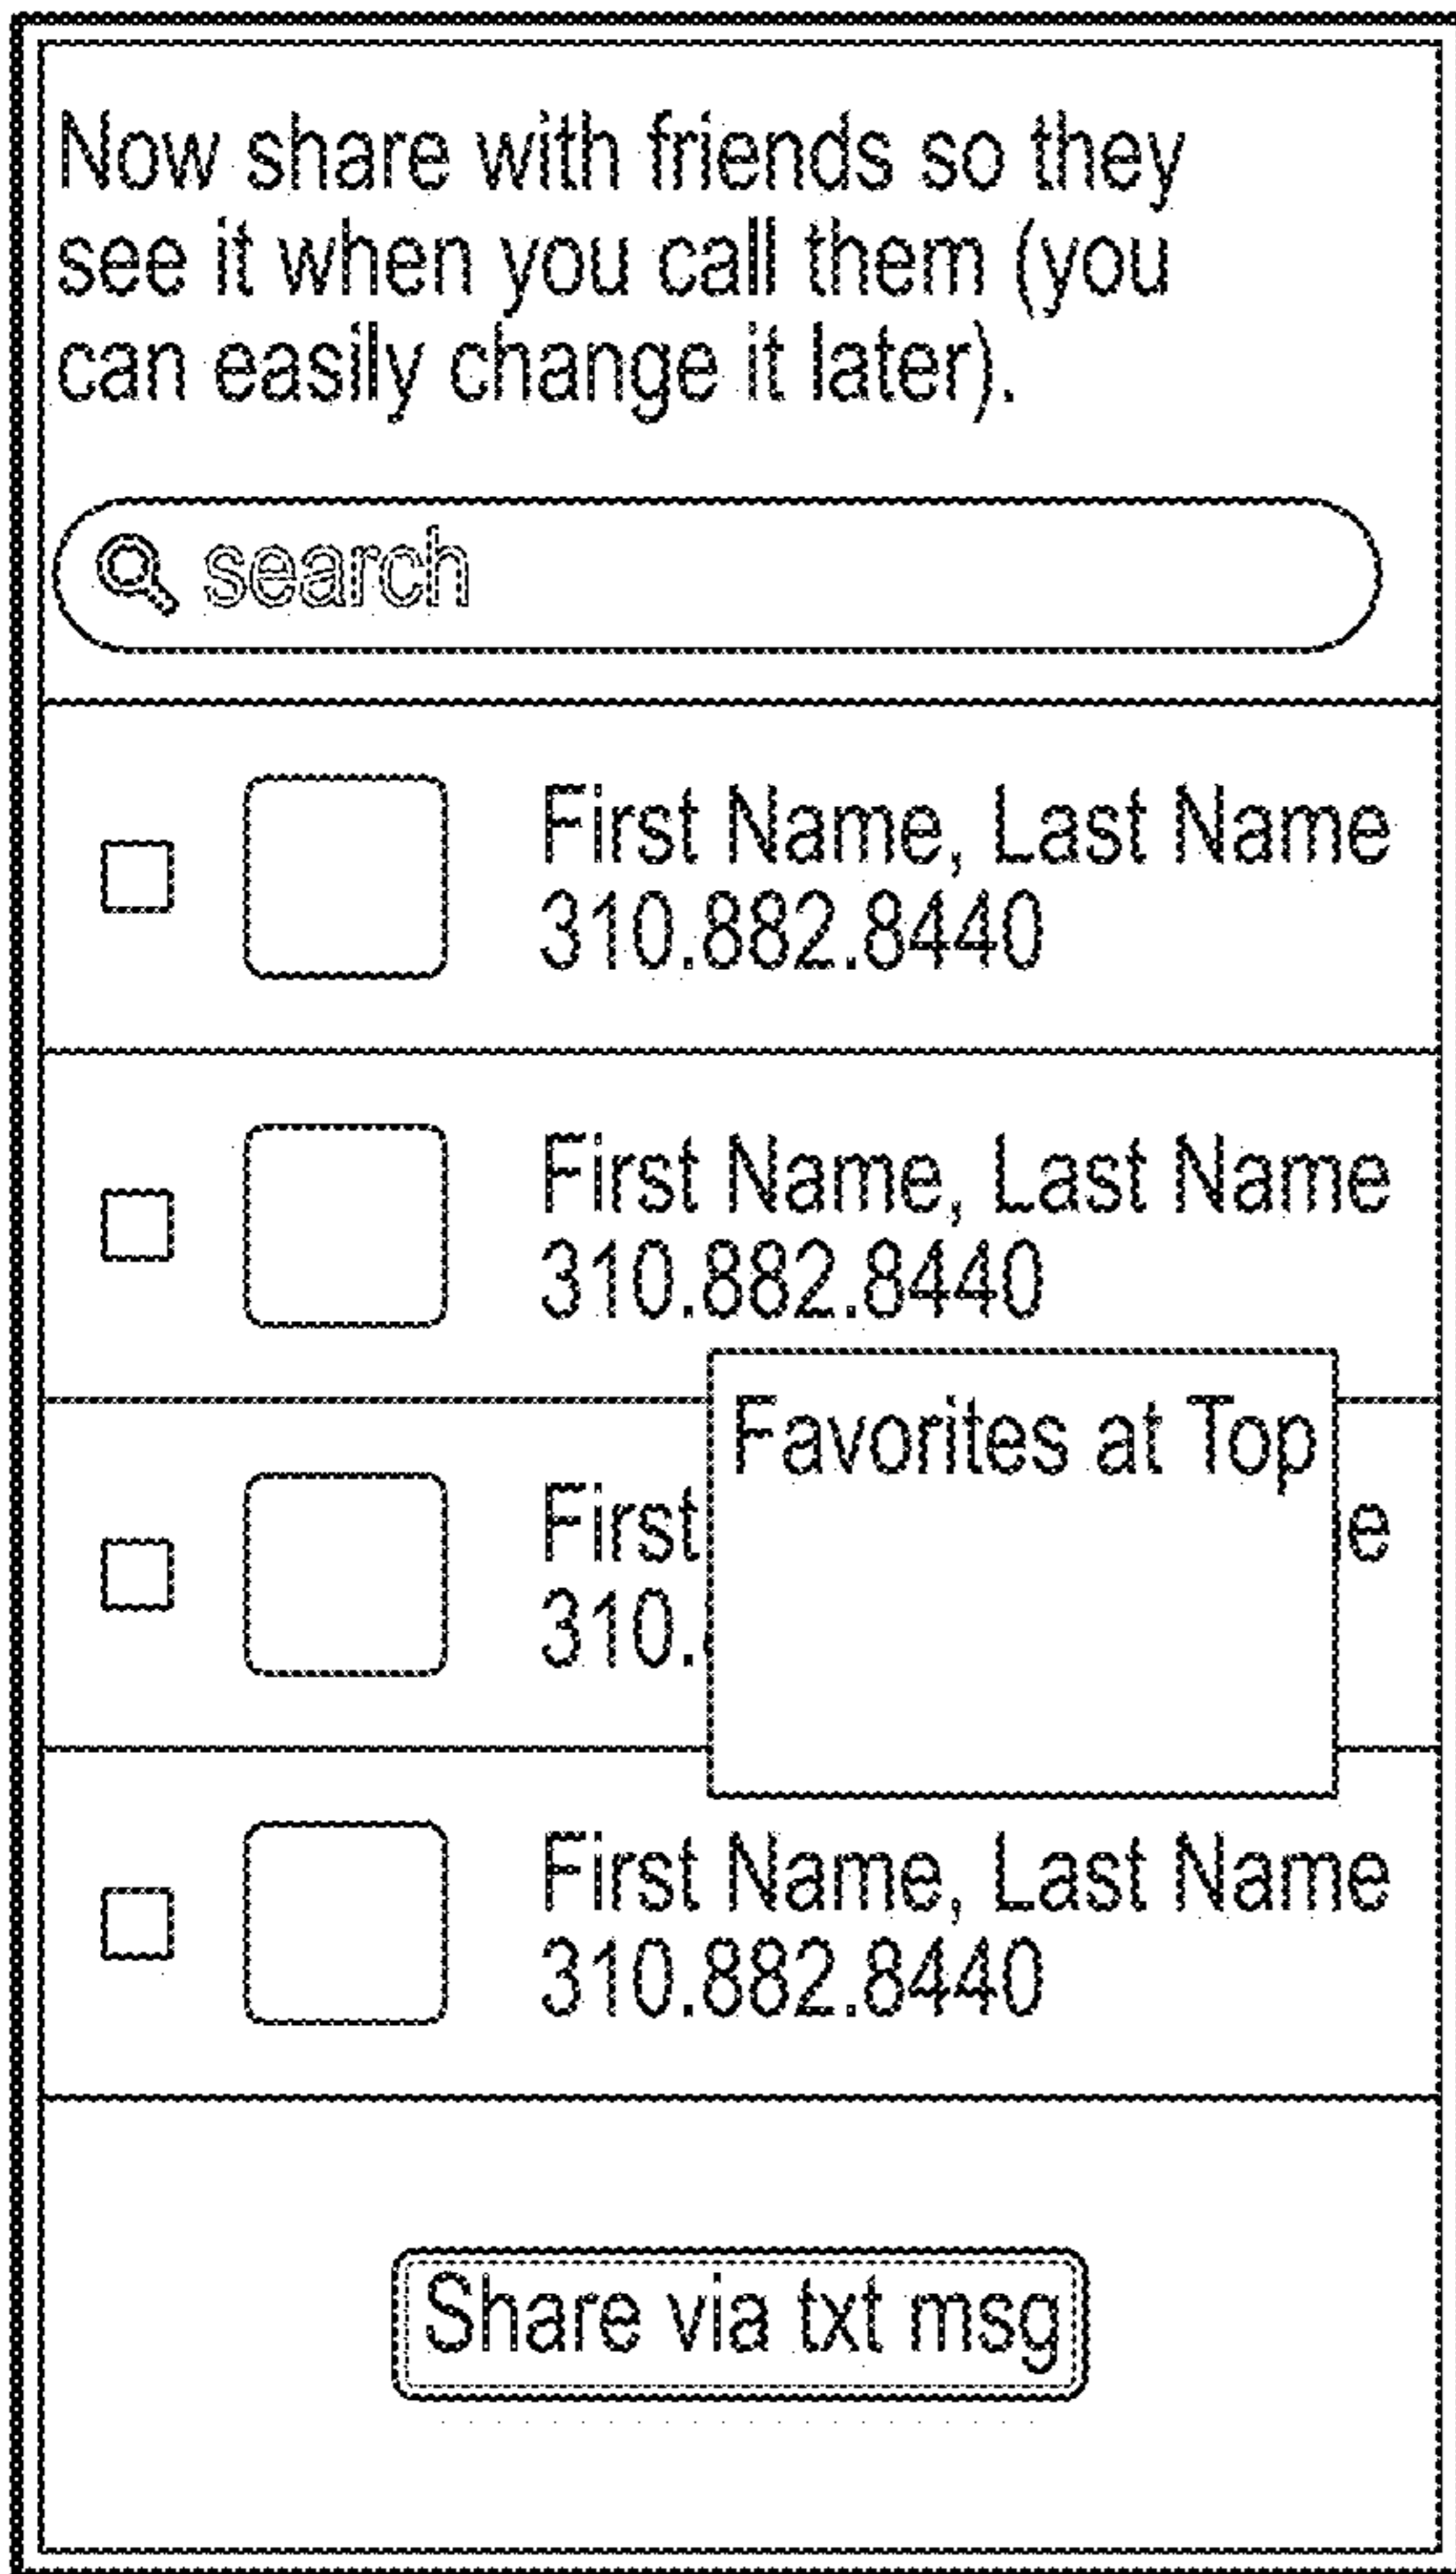 Now share with friends so they
see it when you call them (you
can easily change it later).
search
First Name, Last Name
310.882.8440
First Name, Last Name
310.882.8440
Favorites at Top
First
310.
First Name, Last Name
310.882.8440
Share via txt msg